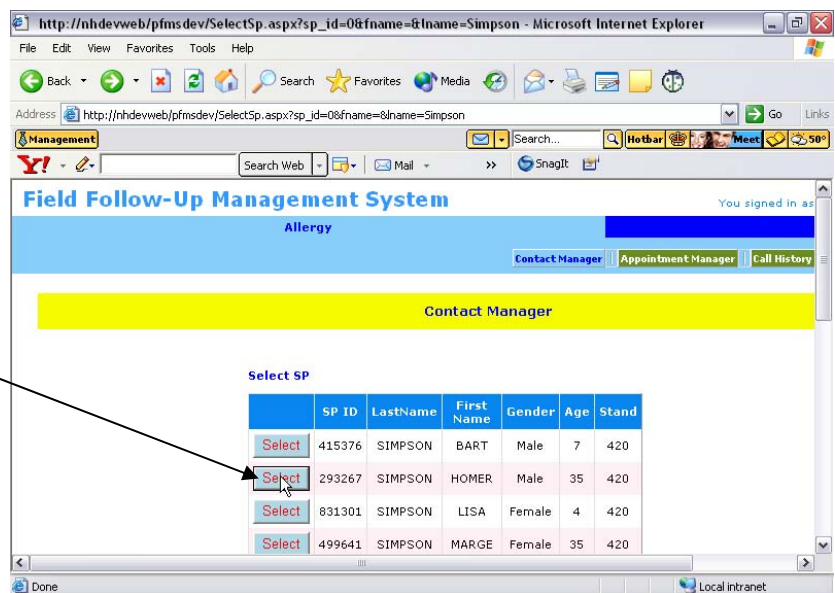 http://nhdevweb/pfmsdev/SelectSp.aspx?sp_id=0&fname=&lname=Simpson - Microsoft Internet Explorer
File Edit View Favorites Tools Help
Back Search Favorites Media
Address http://nhdevweb/pfmsdev/SelectSp.aspx?sp_id=0&fname=&lname=Simpson Go Links
Management Search... Hotbar Meet 50°
Y! Search Web Mail >> SnagIt
Field Follow-Up Management System You signed in as
Allergy
Contact Manager || Appointment Manager || Call History
Contact Manager
Select SP
SP ID LastName First Name Gender Age Stand
Select 415376 SIMPSON BART Male 7 420
Select 293267 SIMPSON HOMER Male 35 420
Select 831301 SIMPSON LISA Female 4 420
Select 499641 SIMPSON MARGE Female 35 420
Done Local intranet